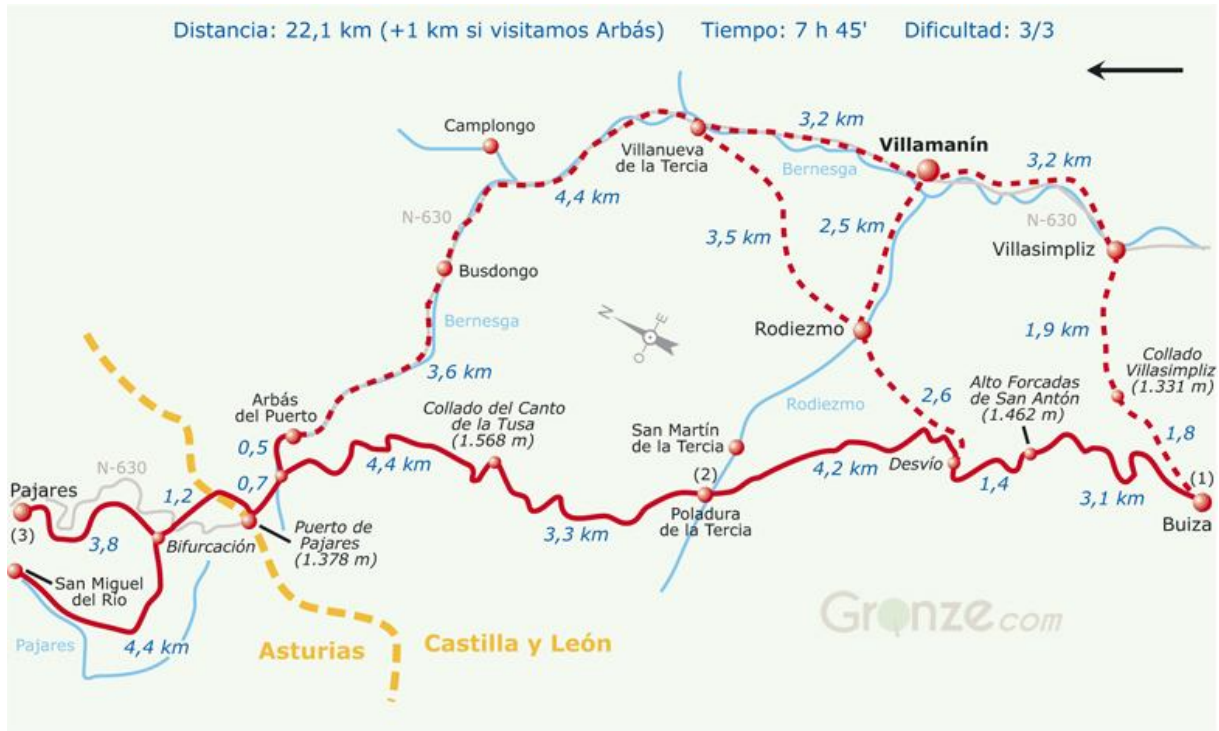 Distancia: 22,1 km (+1 km si visitamos Arbás) Tiempo: 7 h 45' Dificultad: 3/3
Camplongo
Villanueva
de la Tercia
3,2 km
Villamanín
3,2 km
Bernesga
4,4 km
N-630
N-630
3,5 km
2,5 km
Villasimpliz
Busdongo
Bernesga
N
E
O
Rodiezmo
1,9 km
3,6 km
Collado
Villasimpliz
(1.331 m)
Arbás
del Puerto
Collado del Canto
de la Tusa
(1.568 m)
2,6
Alto Forcadas
de San Antón
(1.462 m)
Rodiezmo
0,5
San Martín
de la Tercia
1,8
N-630
4,4 km
4,2 km
Desvío
(1)
Pajares
1,2
0,7
(2)
1,4
3,1 km
Buiza
(3)
3,8
Bifurcación
Puerto de
Pajares
(1.378 m)
3,3 km
Poladura
de la Tercia
San Miguel
del Río
Pajares
4,4 km
Asturias
Castilla y León
Gronze.com